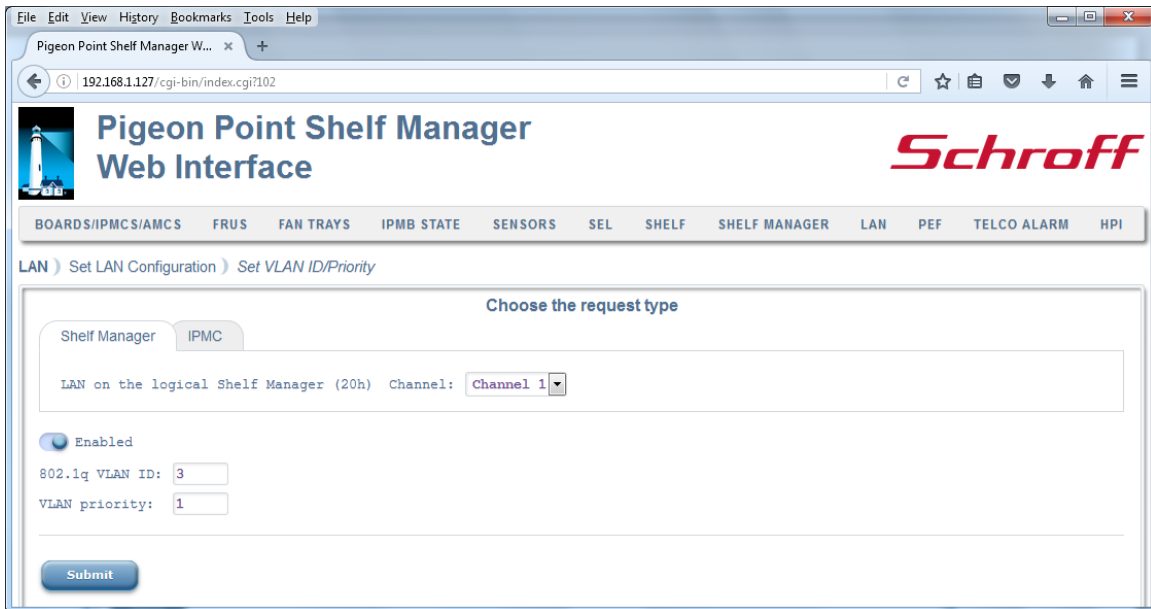 File Edit View History Bookmarks Tools Help
Pigeon Point Shelf Manager W... × +
192.168.1.127/cgi-bin/index.cgi?102
Pigeon Point Shelf Manager
Web Interface
Schroff
BOARDS/IPMCS/AMCS FRUS FAN TRAYS IPMB STATE SENSORS SEL SHELF SHELF MANAGER LAN PEF TELCO ALARM HPI
LAN ) Set LAN Configuration ) Set VLAN ID/Priority
Choose the request type
Shelf Manager IPMC
LAN on the logical Shelf Manager (20h) Channel: Channel 1
Enabled
802.1q VLAN ID: 3
VLAN priority: 1
Submit